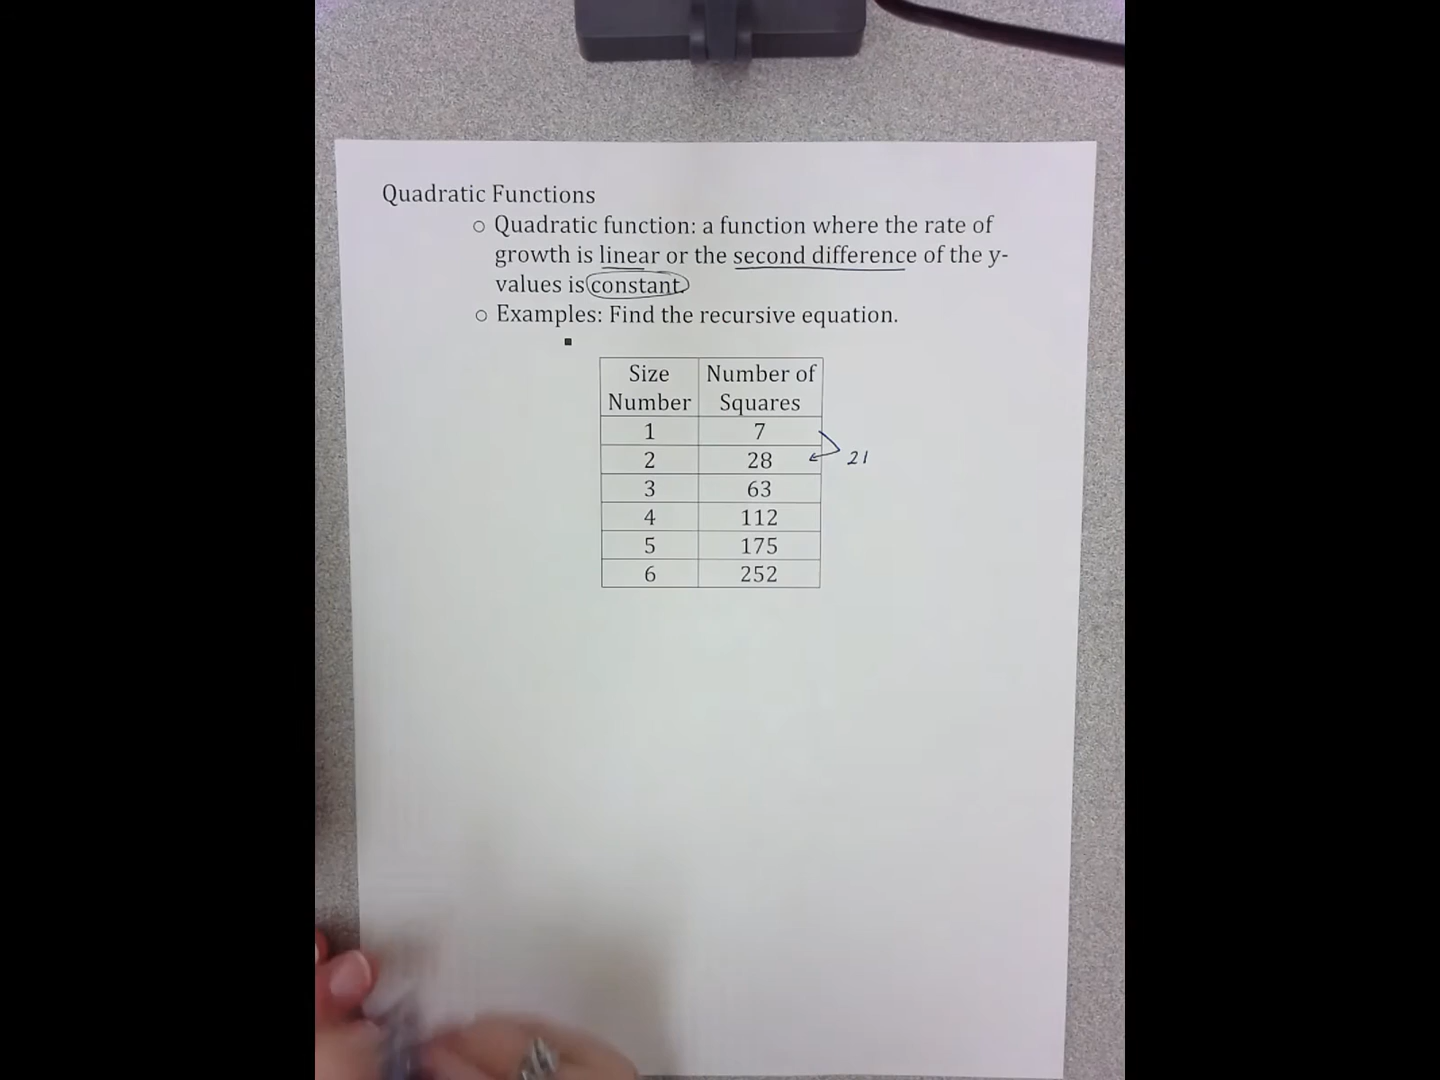 Quadratic Functions
○ Quadratic function: a function where the rate of
growth is linear or the second difference of the y-
values is constant.
○ Examples: Find the recursive equation.
▪
Size Number of
Number Squares
1 7
2 28 21
3 63
4 112
5 175
6 252